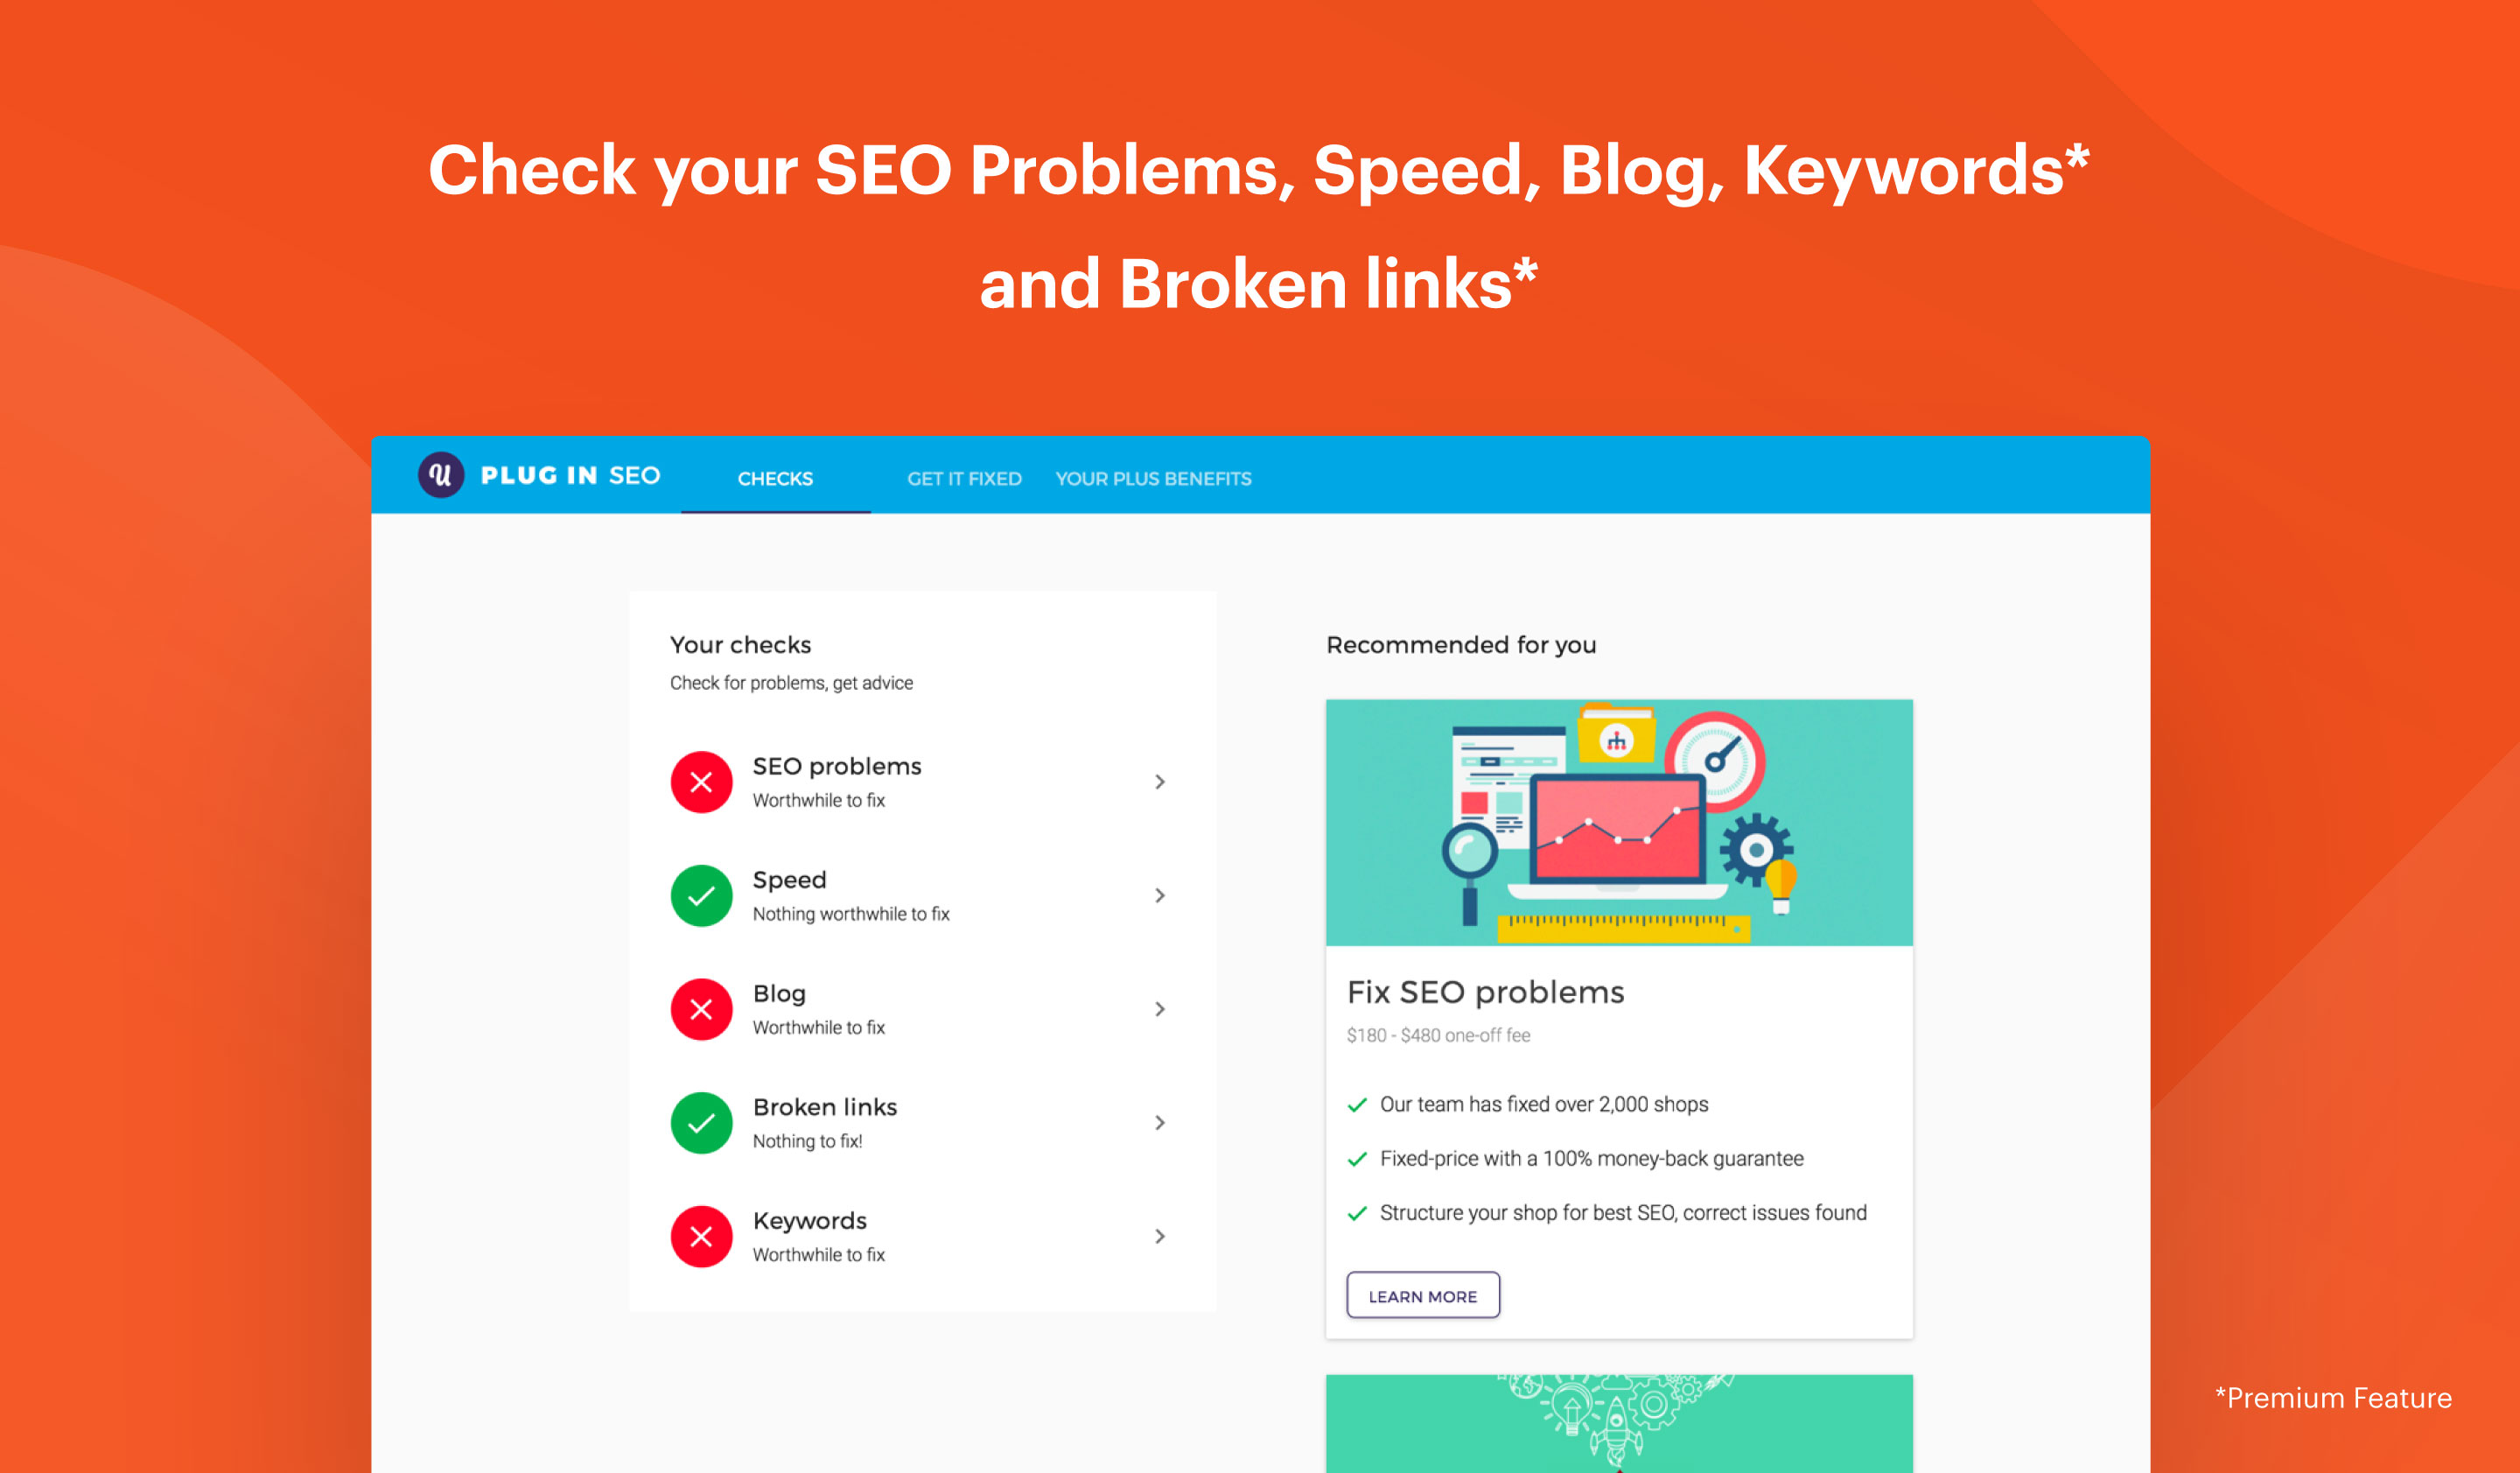 Check your SEO Problems, Speed, Blog, Keywords*
and Broken links*
PLUG IN SEO
CHECKS
GET IT FIXED
YOUR PLUS BENEFITS
Your checks
Check for problems, get advice
SEO problems
Worthwhile to fix
Speed
Nothing worthwhile to fix
Blog
Worthwhile to fix
Broken links
Nothing to fix!
Keywords
Worthwhile to fix
Recommended for you
Fix SEO problems
$180 - $480 one-off fee
Our team has fixed over 2,000 shops
Fixed-price with a 100% money-back guarantee
Structure your shop for best SEO, correct issues found
LEARN MORE
*Premium Feature